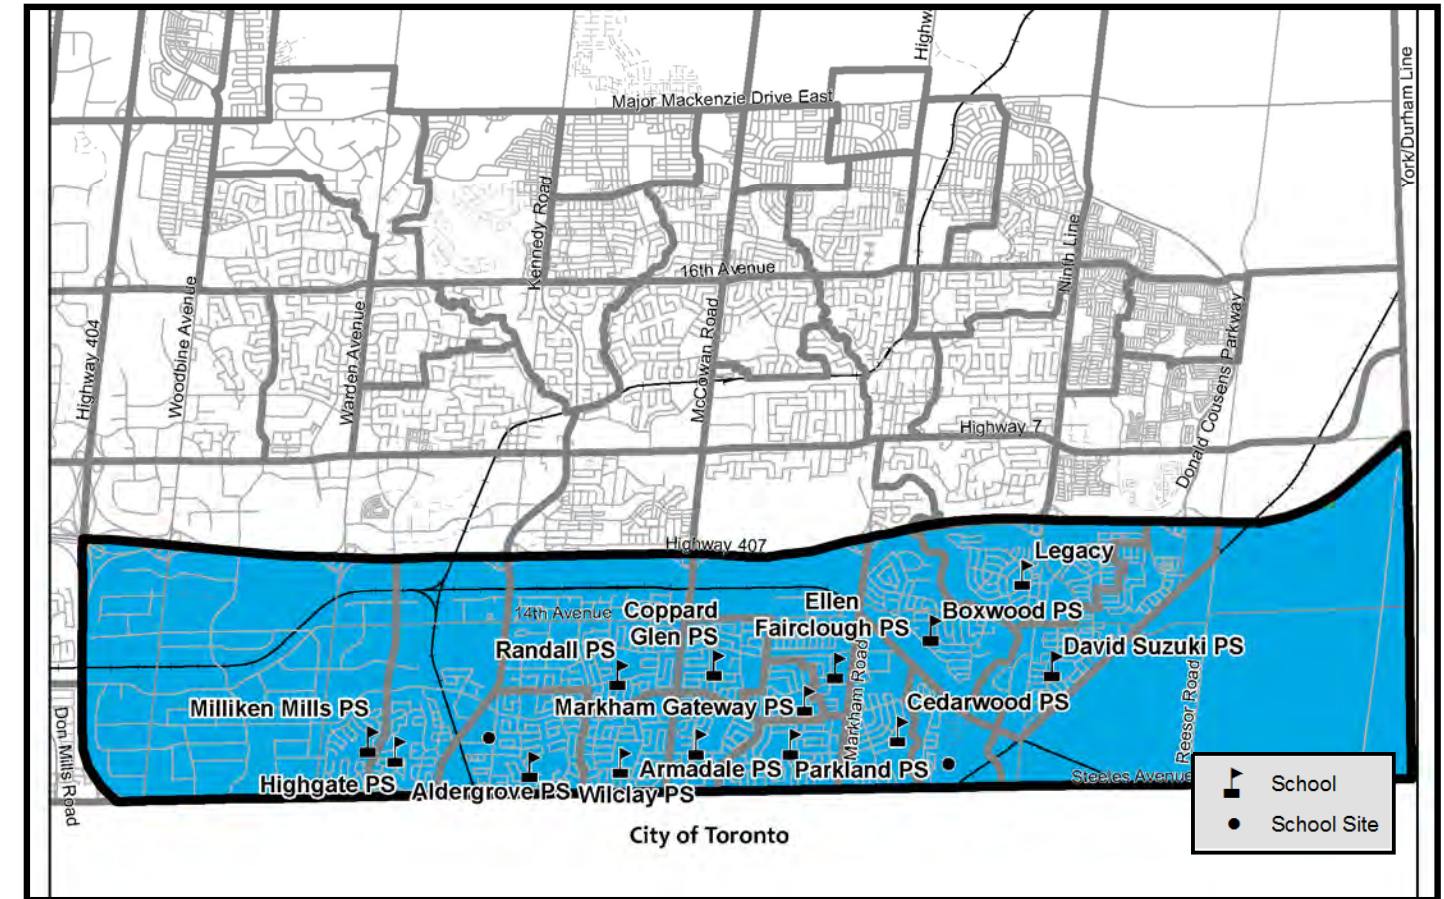 Highw
Major Mackenzie Drive East
York/Durham Line
Kennedy Road
Ninth Line
16th Avenue
Highway 404
Woodbine Avenue
Warden Avenue
McCowan Road
Donald Cousens Parkway
Highway 7
Highway 407
Legacy
14th Avenue
Coppard
Glen PS
Ellen
Fairclough PS
Boxwood PS
Randall PS
David Suzuki PS
Milliken Mills PS
Markham Gateway PS
Markham Road
Cedarwood PS
Reesor Road
Don Mills Road
Highgate PS
Aldergrove PS
Wilclay PS
Armadale PS
Parkland PS
Steeles Avenue
School
School Site
City of Toronto